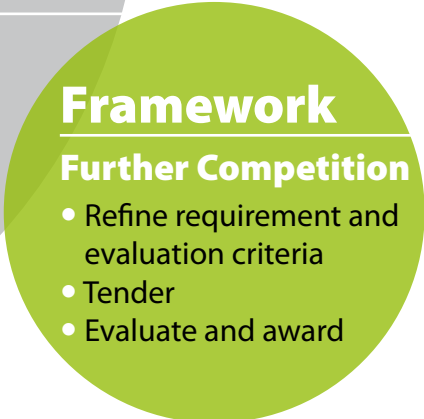 Framework
Further Competition
• Refine requirement and
evaluation criteria
• Tender
• Evaluate and award